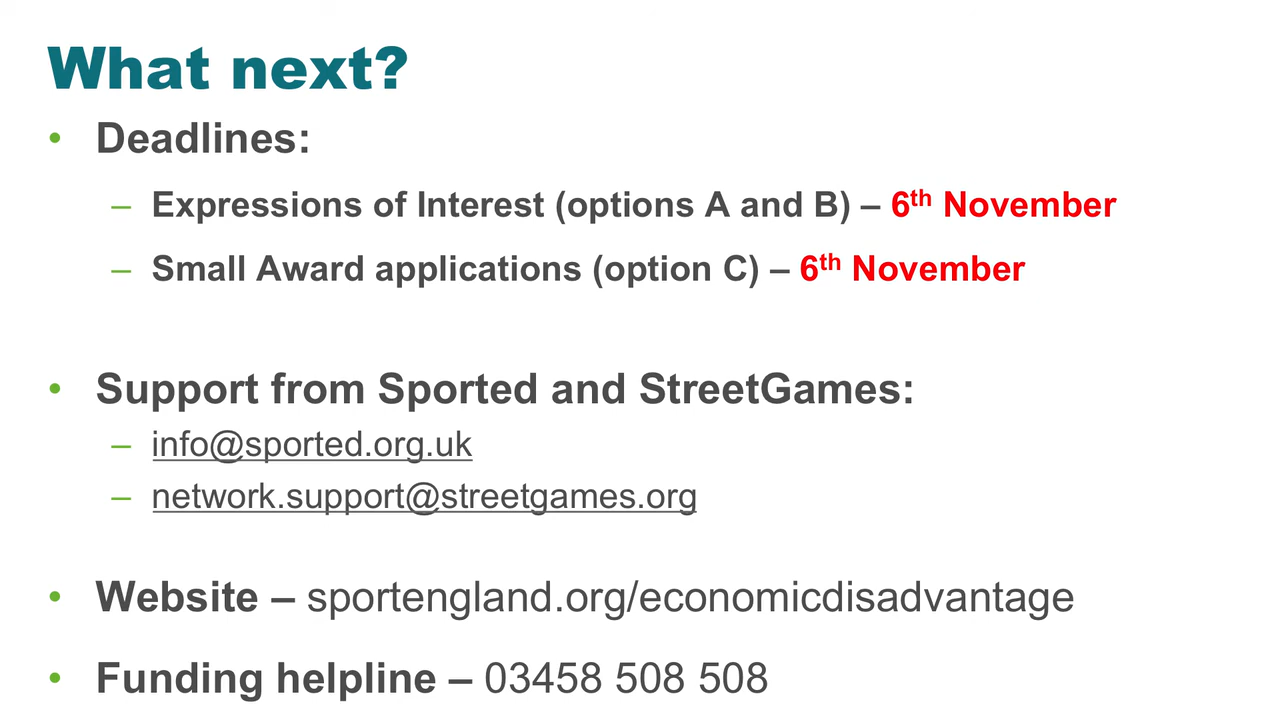 What next?
• Deadlines:
– Expressions of Interest (options A and B) – 6th November
– Small Award applications (option C) – 6th November
• Support from Sported and StreetGames:
– info@sported.org.uk
– network.support@streetgames.org
• Website – sportengland.org/economicdisadvantage
• Funding helpline – 03458 508 508